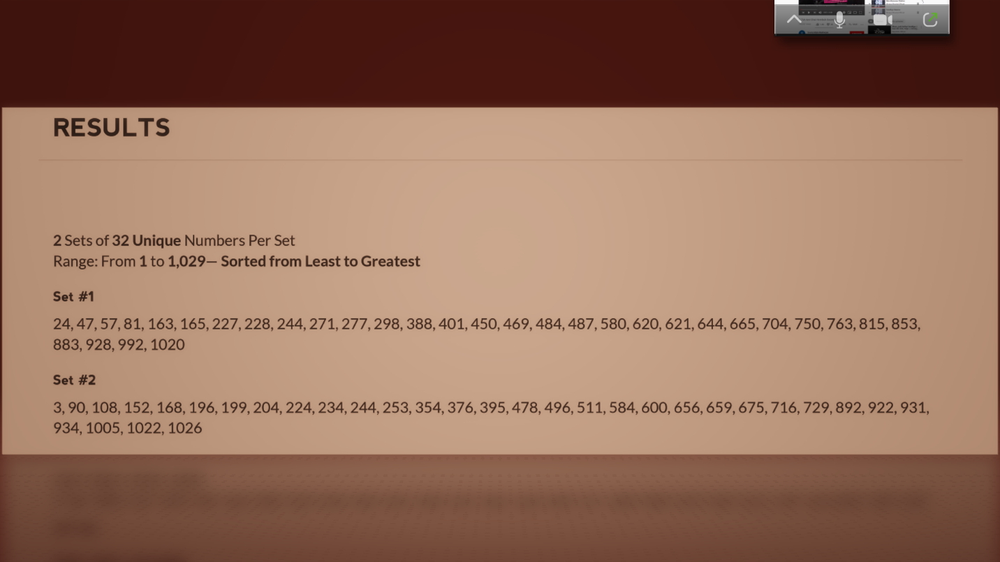 RESULTS
2 Sets of 32 Unique Numbers Per Set
Range: From 1 to 1,029— Sorted from Least to Greatest
Set #1
24, 47, 57, 81, 163, 165, 227, 228, 244, 271, 277, 298, 388, 401, 450, 469, 484, 487, 580, 620, 621, 644, 665, 704, 750, 763, 815, 853,
883, 928, 992, 1020
Set #2
3, 90, 108, 152, 168, 196, 199, 204, 224, 234, 244, 253, 354, 376, 395, 478, 496, 511, 584, 600, 656, 659, 675, 716, 729, 892, 922, 931,
934, 1005, 1022, 1026